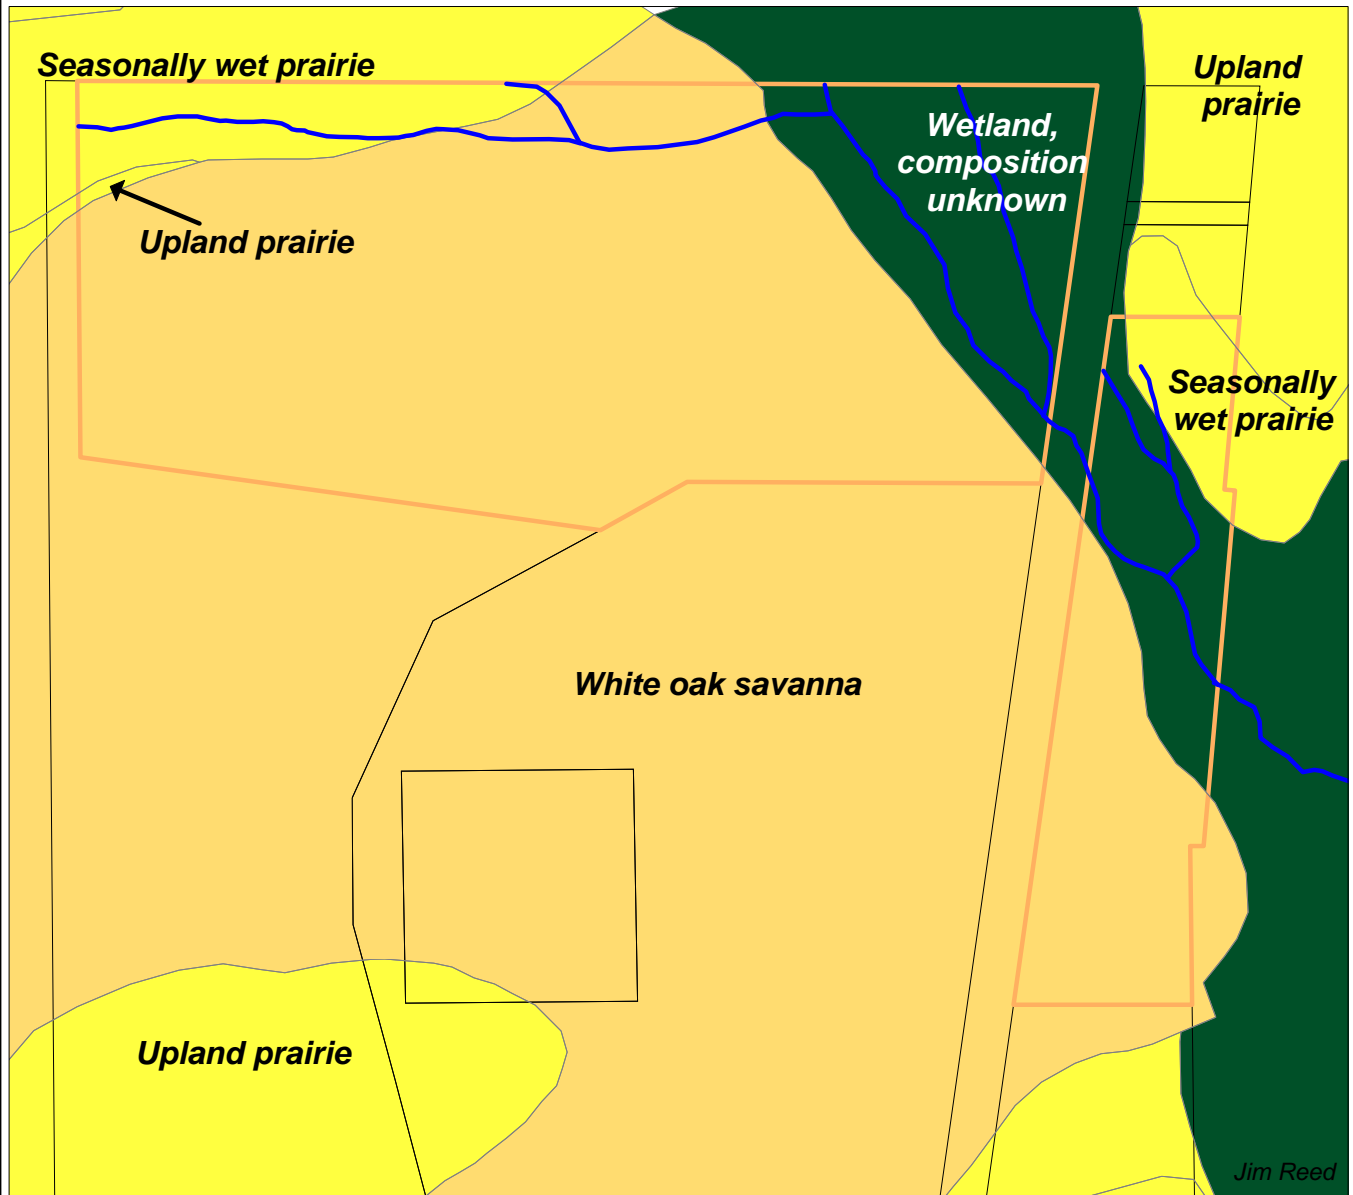 Seasonally wet prairie
Upland
prairie
Wetland,
composition
unknown
Upland prairie
Seasonally
wet prairie
White oak savanna
Upland prairie
Jim Reed